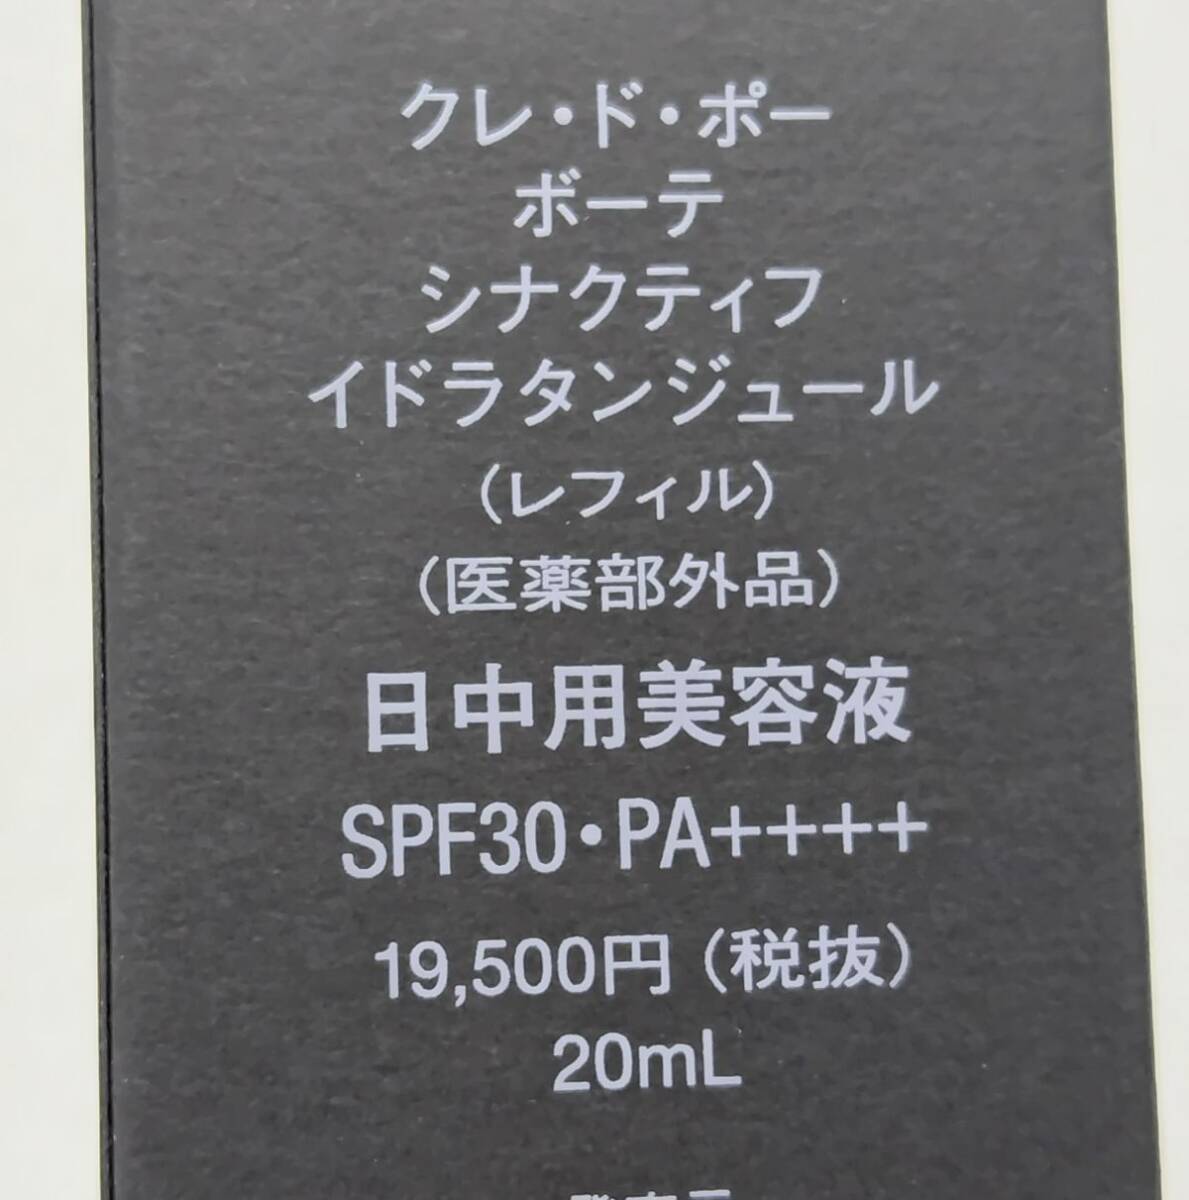 クレ・ド・ポー
ボーテ
シナクティフ
イドラタンジュール
（レフィル）
（医薬部外品）
日中用美容液
SPF30・PA++++
19,500円（税抜）
20mL